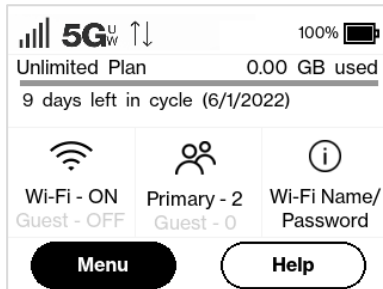 5G UW 100%
Unlimited Plan 0.00 GB used
9 days left in cycle (6/1/2022)
Wi-Fi - ON Primary - 2 Wi-Fi Name/
Guest - OFF Guest - 0 Password
Menu Help